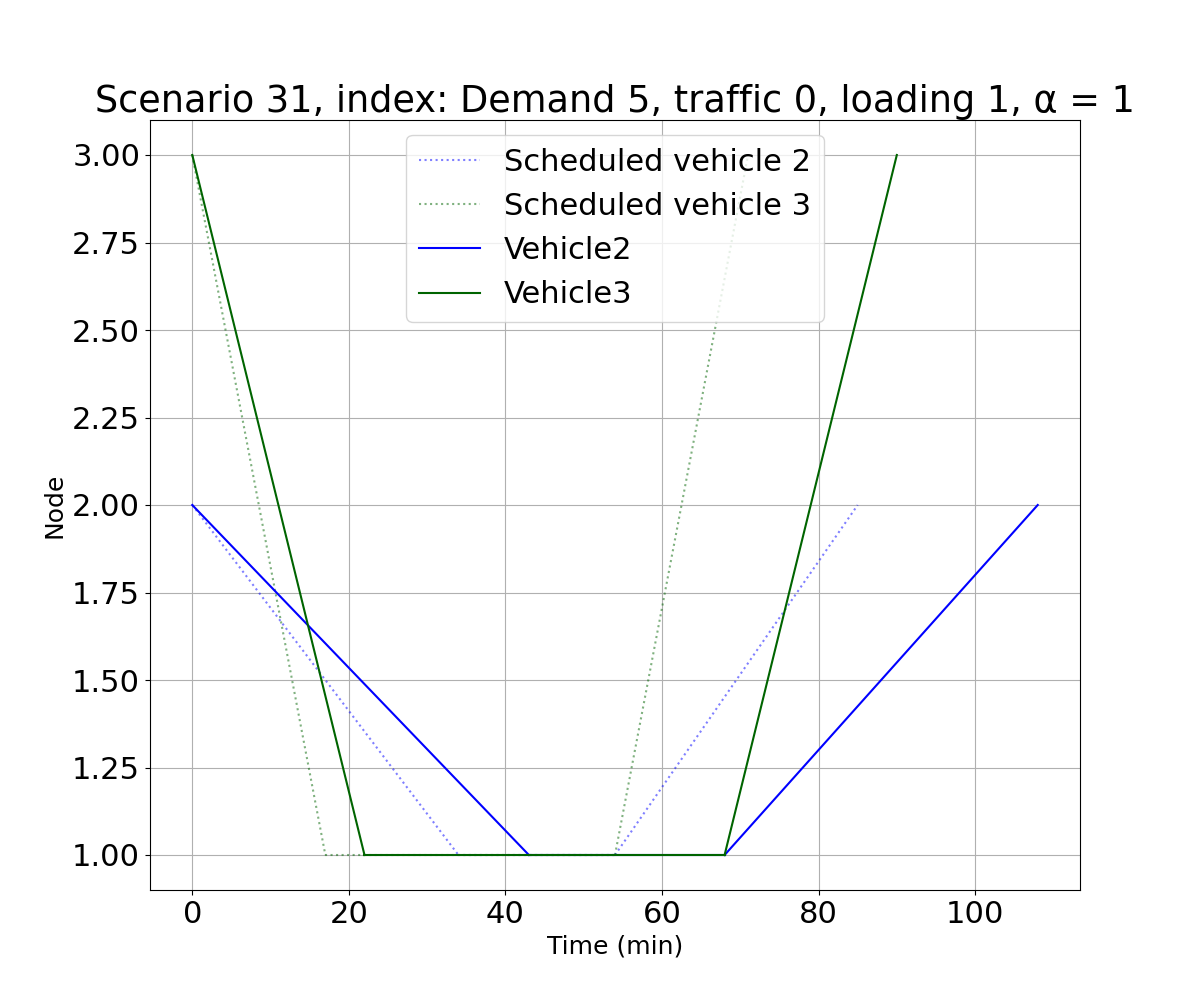 Scenario 31, index: Demand 5, traffic 0, loading 1, α = 1
Scheduled vehicle 2
Scheduled vehicle 3
Vehicle2
Vehicle3
3.00
2.75
2.50
2.25
2.00
1.75
1.50
1.25
1.00
Node
0 20 40 60 80 100
Time (min)